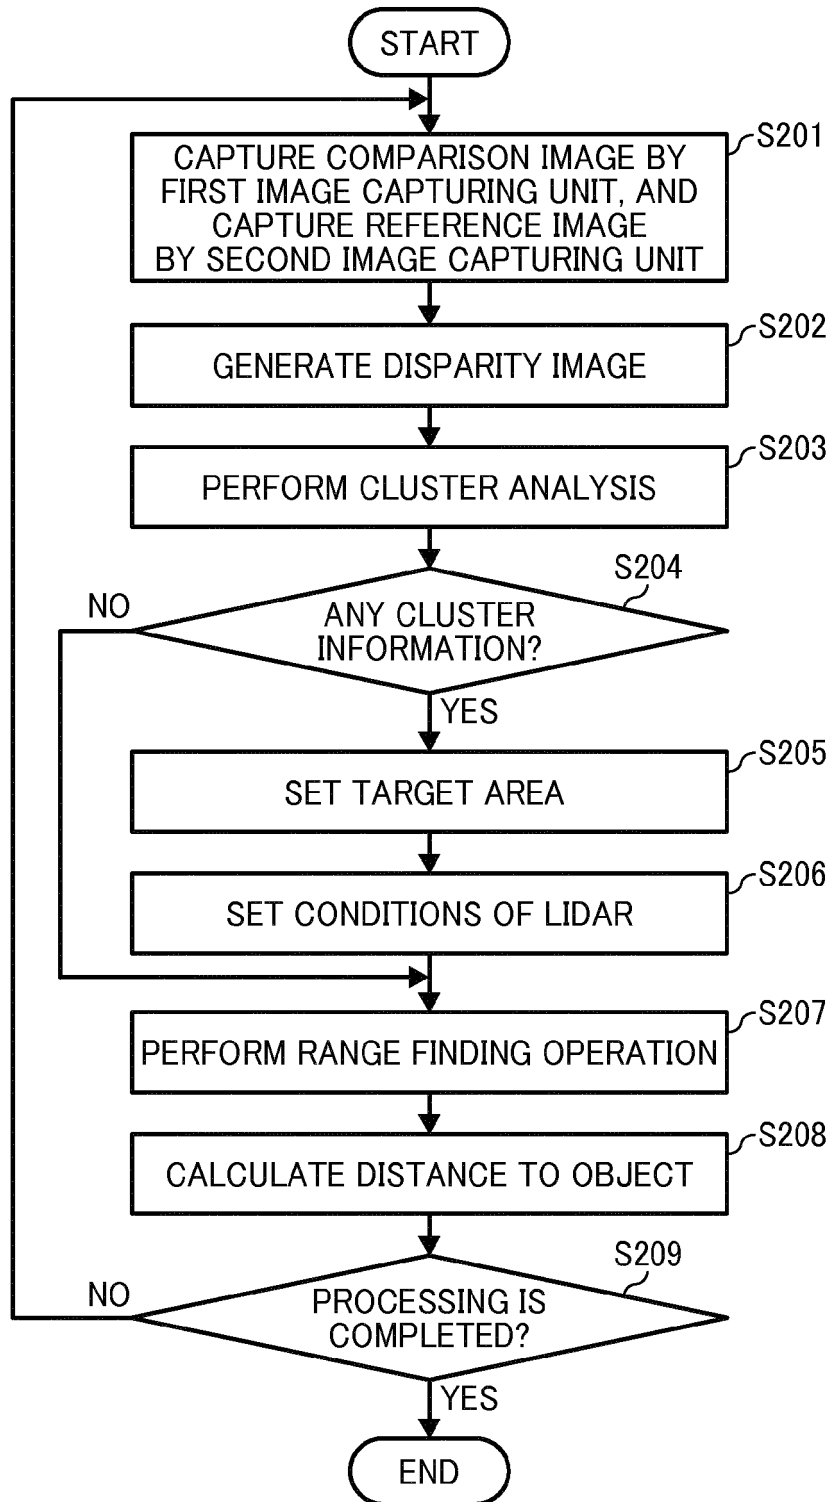 START
S201
CAPTURE COMPARISON IMAGE BY
FIRST IMAGE CAPTURING UNIT, AND
CAPTURE REFERENCE IMAGE
BY SECOND IMAGE CAPTURING UNIT
S202
GENERATE DISPARITY IMAGE
S203
PERFORM CLUSTER ANALYSIS
S204
NO
ANY CLUSTER
INFORMATION?
YES
S205
SET TARGET AREA
S206
SET CONDITIONS OF LIDAR
S207
PERFORM RANGE FINDING OPERATION
S208
CALCULATE DISTANCE TO OBJECT
S209
NO
PROCESSING IS
COMPLETED?
YES
END